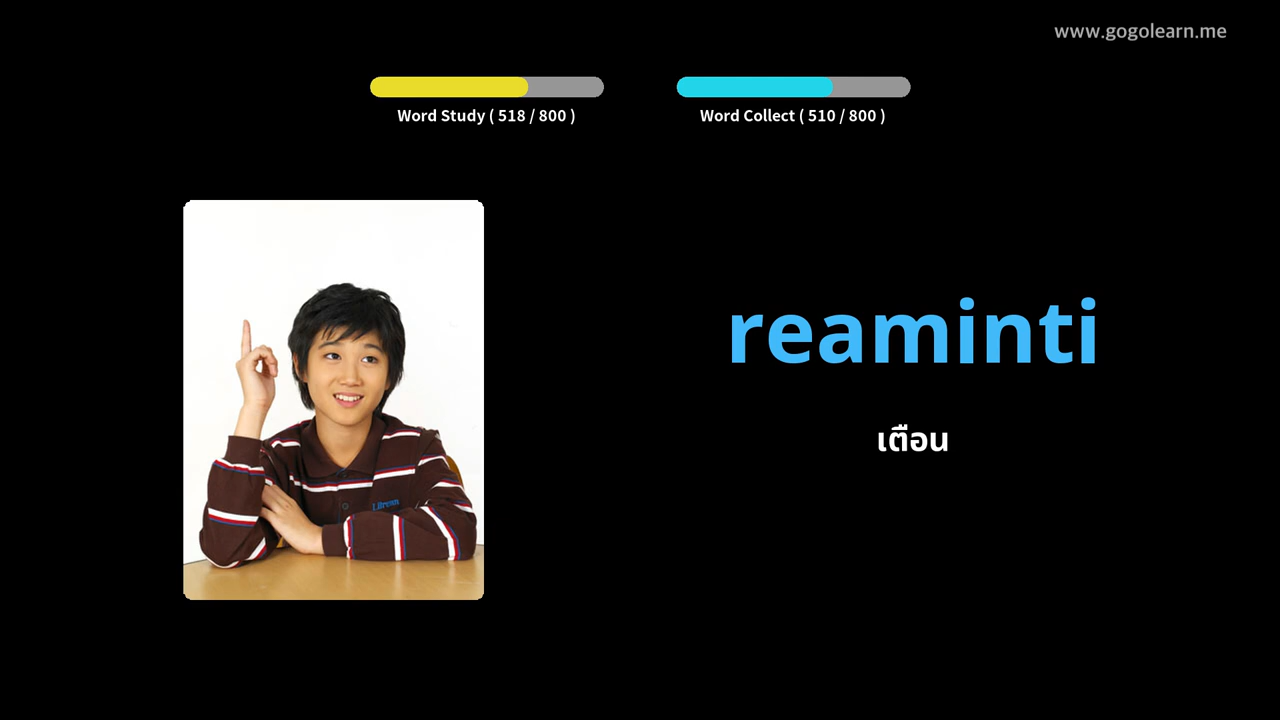 www.gogolearn.me
Word Study ( 518 / 800 )
Word Collect ( 510 / 800 )
reaminti
เตือน